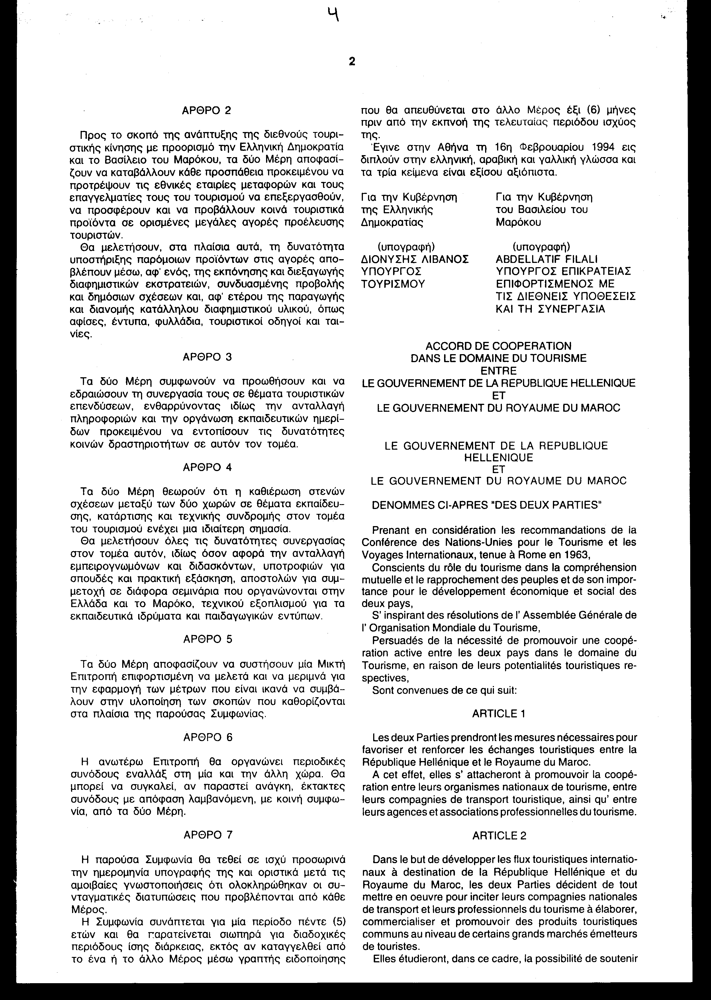 4
2
ΑΡΘΡΟ 2
Προς το σκοπό της ανάπτυξης της διεθνούς τουρι-
στικής κίνησης με προορισμό την Ελληνική Δημοκρατία
και το Βασίλειο του Μαρόκου, τα δύο Μέρη αποφασί-
ζουν να καταβάλλουν κάθε προσπάθεια προκειμένου να
προτρέψουν τις εθνικές εταιρίες μεταφορών και τους
επαγγελματίες τους του τουρισμού να επεξεργασθούν,
να προσφέρουν και να προβάλλουν κοινά τουριστικά
προϊόντα σε ορισμένες μεγάλες αγορές προέλευσης
τουριστών.
Θα μελετήσουν, στα πλαίσια αυτά, τη δυνατότητα
υποστήριξης παρόμοιων προϊόντων στις αγορές απο-
βλέπουν μέσω, αφ' ενός, της εκπόνησης και διεξαγωγής
διαφημιστικών εκστρατειών, συνδυασμένης προβολής
και δημόσιων σχέσεων και, αφ' ετέρου της παραγωγής
και διανομής κατάλληλου διαφημιστικού υλικού, όπως
αφίσες, έντυπα, φυλλάδια, τουριστικοί οδηγοί και ται-
νίες.
ΑΡΘΡΟ 3
Τα δύο Μέρη συμφωνούν να προωθήσουν και να
εδραιώσουν τη συνεργασία τους σε θέματα τουριστικών
επενδύσεων, ενθαρρύνοντας ιδίως την ανταλλαγή
πληροφοριών και την οργάνωση εκπαιδευτικών ημερί-
δων προκειμένου να εντοπίσουν τις δυνατότητες
κοινών δραστηριοτήτων σε αυτόν τον τομέα.
ΑΡΘΡΟ 4
Τα δύο Μέρη θεωρούν ότι η καθιέρωση στενών
σχέσεων μεταξύ των δύο χωρών σε θέματα εκπαίδευ-
σης, κατάρτισης και τεχνικής συνδρομής στον τομέα
του τουρισμού ενέχει μια ιδιαίτερη σημασία.
Θα μελετήσουν όλες τις δυνατότητες συνεργασίας
στον τομέα αυτόν, ιδίως όσον αφορά την ανταλλαγή
εμπειρογνωμόνων και διδασκόντων, υποτροφιών για
σπουδές και πρακτική εξάσκηση, αποστολών για συμ-
μετοχή σε διάφορα σεμινάρια που οργανώνονται στην
Ελλάδα και το Μαρόκο, τεχνικού εξοπλισμού για τα
εκπαιδευτικά ιδρύματα και παιδαγωγικών εντύπων.
ΑΡΘΡΟ 5
Τα δύο Μέρη αποφασίζουν να συστήσουν μία Μικτή
Επιτροπή επιφορτισμένη να μελετά και να μεριμνά για
την εφαρμογή των μέτρων που είναι ικανά να συμβά-
λουν στην υλοποίηση των σκοπών που καθορίζονται
στα πλαίσια της παρούσας Συμφωνίας.
ΑΡΘΡΟ 6
Η ανωτέρω Επιτροπή θα οργανώνει περιοδικές
συνόδους εναλλάξ στη μία και την άλλη χώρα. Θα
μπορεί να συγκαλεί, αν παραστεί ανάγκη, έκτακτες
συνόδους με απόφαση λαμβανόμενη, με κοινή συμφω-
νία, από τα δύο Μέρη.
ΑΡΘΡΟ 7
Η παρούσα Συμφωνία θα τεθεί σε ισχύ προσωρινά
την ημερομηνία υπογραφής της και οριστικά μετά τις
αμοιβαίες γνωστοποιήσεις ότι ολοκληρώθηκαν οι συ-
νταγματικές διατυπώσεις που προβλέπονται από κάθε
Μέρος.
Η Συμφωνία συνάπτεται για μία περίοδο πέντε (5)
ετών και θα παρατείνεται σιωπηρά για διαδοχικές
περιόδους ίσης διάρκειας, εκτός αν καταγγελθεί από
το ένα ή το άλλο Μέρος μέσω γραπτής ειδοποίησης
που θα απευθύνεται στο άλλο Μέρος έξι (6) μήνες
πριν από την εκπνοή της τελευταίας περιόδου ισχύος
της.
Έγινε στην Αθήνα τη 16η Φεβρουαρίου 1994 εις
διπλούν στην ελληνική, αραβική και γαλλική γλώσσα και
τα τρία κείμενα είναι εξίσου αξιόπιστα.
Για την Κυβέρνηση Για την Κυβέρνηση
της Ελληνικής του Βασιλείου του
Δημοκρατίας Μαρόκου
(υπογραφή) (υπογραφή)
ΔΙΟΝΥΣΗΣ ΛΙΒΑΝΟΣ ABDELLATIF FILALI
ΥΠΟΥΡΓΟΣ ΥΠΟΥΡΓΟΣ ΕΠΙΚΡΑΤΕΙΑΣ
ΤΟΥΡΙΣΜΟΥ ΕΠΙΦΟΡΤΙΣΜΕΝΟΣ ΜΕ
ΤΙΣ ΔΙΕΘΝΕΙΣ ΥΠΟΘΕΣΕΙΣ
ΚΑΙ ΤΗ ΣΥΝΕΡΓΑΣΙΑ
ACCORD DE COOPERATION
DANS LE DOMAINE DU TOURISME
ENTRE
LE GOUVERNEMENT DE LA REPUBLIQUE HELLENIQUE
ET
LE GOUVERNEMENT DU ROYAUME DU MAROC
LE GOUVERNEMENT DE LA REPUBLIQUE
HELLENIQUE
ET
LE GOUVERNEMENT DU ROYAUME DU MAROC
DENOMMES CI-APRES "DES DEUX PARTIES"
Prenant en considération les recommandations de la
Conférence des Nations-Unies pour le Tourisme et les
Voyages Internationaux, tenue à Rome en 1963,
Conscients du rôle du tourisme dans la compréhension
mutuelle et le rapprochement des peuples et de son impor-
tance pour le développement économique et social des
deux pays,
S' inspirant des résolutions de l' Assemblée Générale de
l' Organisation Mondiale du Tourisme,
Persuadés de la nécessité de promouvoir une coopé-
ration active entre les deux pays dans le domaine du
Tourisme, en raison de leurs potentialités touristiques re-
spectives,
Sont convenues de ce qui suit:
ARTICLE 1
Les deux Parties prendront les mesures nécessaires pour
favoriser et renforcer les échanges touristiques entre la
République Hellénique et le Royaume du Maroc.
A cet effet, elles s' attacheront à promouvoir la coopé-
ration entre leurs organismes nationaux de tourisme, entre
leurs compagnies de transport touristique, ainsi qu' entre
leurs agences et associations professionnelles du tourisme.
ARTICLE 2
Dans le but de développer les flux touristiques internatio-
naux à destination de la République Hellénique et du
Royaume du Maroc, les deux Parties décident de tout
mettre en oeuvre pour inciter leurs compagnies nationales
de transport et leurs professionnels du tourisme à élaborer,
commercialiser et promouvoir des produits touristiques
communs au niveau de certains grands marchés émetteurs
de touristes.
Elles étudieront, dans ce cadre, la possibilité de soutenir